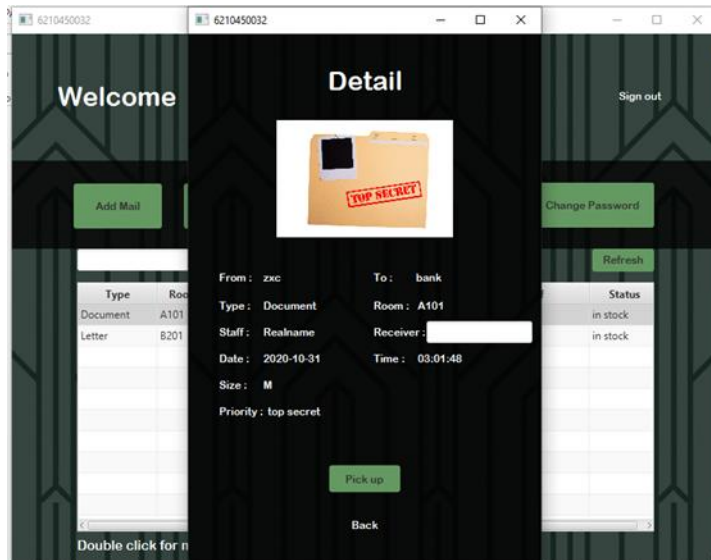 6210450032
6210450032
Welcome
Detail
Sign out
TOP SECRET
Add Mail
Change Password
Refresh
From : zxc To : bank
Type : Document Room : A101
Staff : Realname Receiver :
Date : 2020-10-31 Time : 03:01:48
Size : M
Priority : top secret
Type Roo Status
Document A101 in stock
Letter B201 in stock
Pick up
Back
Double click for